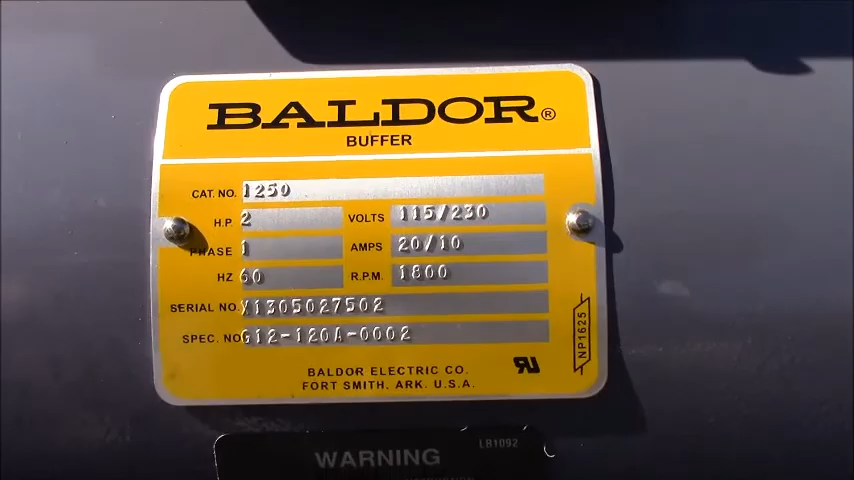 BALDOR®
BUFFER
CAT. NO. 1250
H.P. 2 VOLTS 115/230
PHASE 1 AMPS 20/10
HZ 60 R.P.M. 1800
SERIAL NO. X1305027502
SPEC. NO G12-120A-0002
NP1625
BALDOR ELECTRIC CO.
FORT SMITH, ARK. U.S.A.
LB1092
WARNING